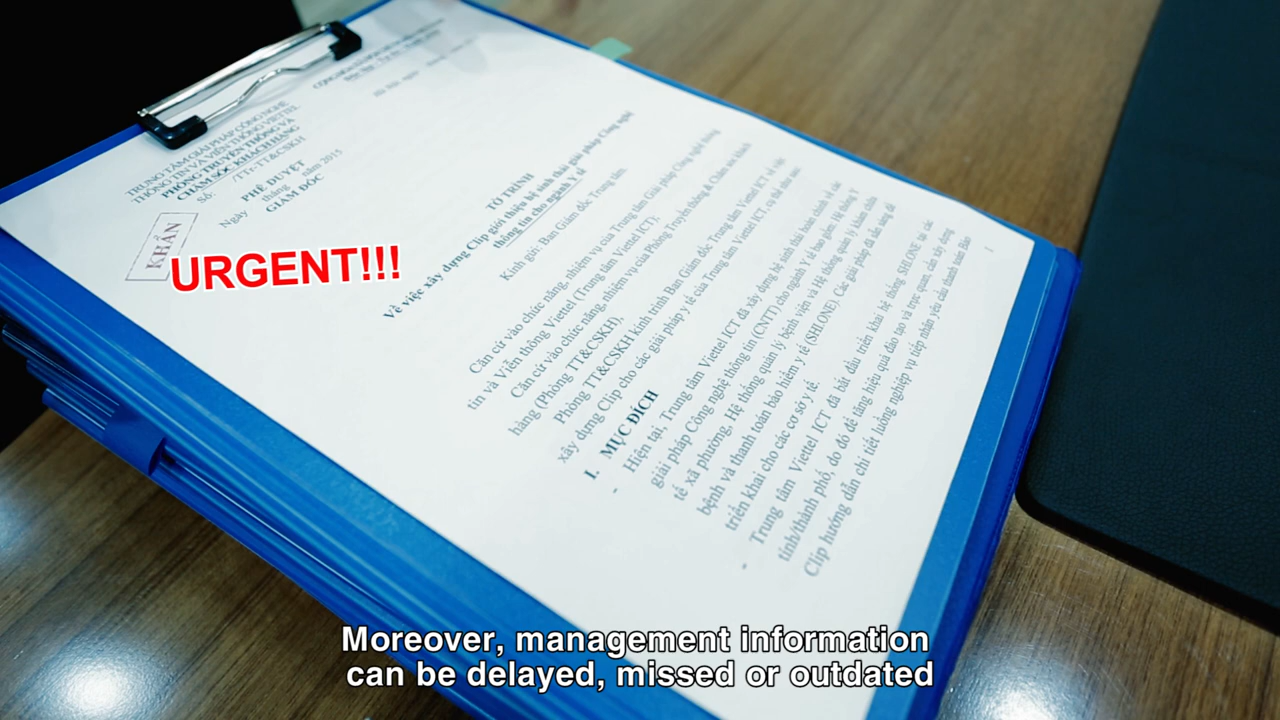 TRUNG TÂM GIẢI PHÁP CÔNG NGHỆ
THÔNG TIN VÀ VIỄN THÔNG VIETTEL
PHÒNG TRUYỀN THÔNG VÀ
CHĂM SÓC KHÁCH HÀNG
Số: /TTr-TT&CSKH
PHÊ DUYỆT
Ngày tháng năm 2015
GIÁM ĐỐC
KHẨN
URGENT!!!
TỜ TRÌNH
Về việc xây dựng Clip giới thiệu hệ sinh thái giải pháp Công nghệ
thông tin cho ngành Y tế
Kính gửi: Ban Giám đốc Trung tâm.
Căn cứ vào chức năng, nhiệm vụ của Trung tâm Giải pháp Công nghệ thông
tin và Viễn thông Viettel (Trung tâm Viettel ICT);
Căn cứ vào chức năng, nhiệm vụ của Phòng Truyền thông & Chăm sóc khách
hàng (Phòng TT&CSKH),
Phòng TT&CSKH kính trình Ban Giám đốc Trung tâm Viettel ICT về việc
xây dựng Clip cho các giải pháp y tế của Trung tâm Viettel ICT, cụ thể như sau:
I. MỤC ĐÍCH
- Hiện tại, Trung tâm Viettel ICT đã xây dựng hệ sinh thái hoàn chỉnh về các
giải pháp Công nghệ thông tin (CNTT) cho ngành Y tế bao gồm: Hệ thống Y
tế xã phường, Hệ thống quản lý bệnh viện và Hệ thống quản lý khám chữa
bệnh và thanh toán bảo hiểm y tế (SHLONE). Các giải pháp đã sẵn sàng để
triển khai cho các cơ sở y tế.
- Trung tâm Viettel ICT đã bắt đầu triển khai hệ thống SHLONE tại các
tỉnh/thành phố, do đó để tăng hiệu quả đào tạo và trực quan, cần xây dựng
Clip hướng dẫn chi tiết luồng nghiệp vụ tiếp nhận yêu cầu thanh toán Bảo
1
Moreover, management information
can be delayed, missed or outdated